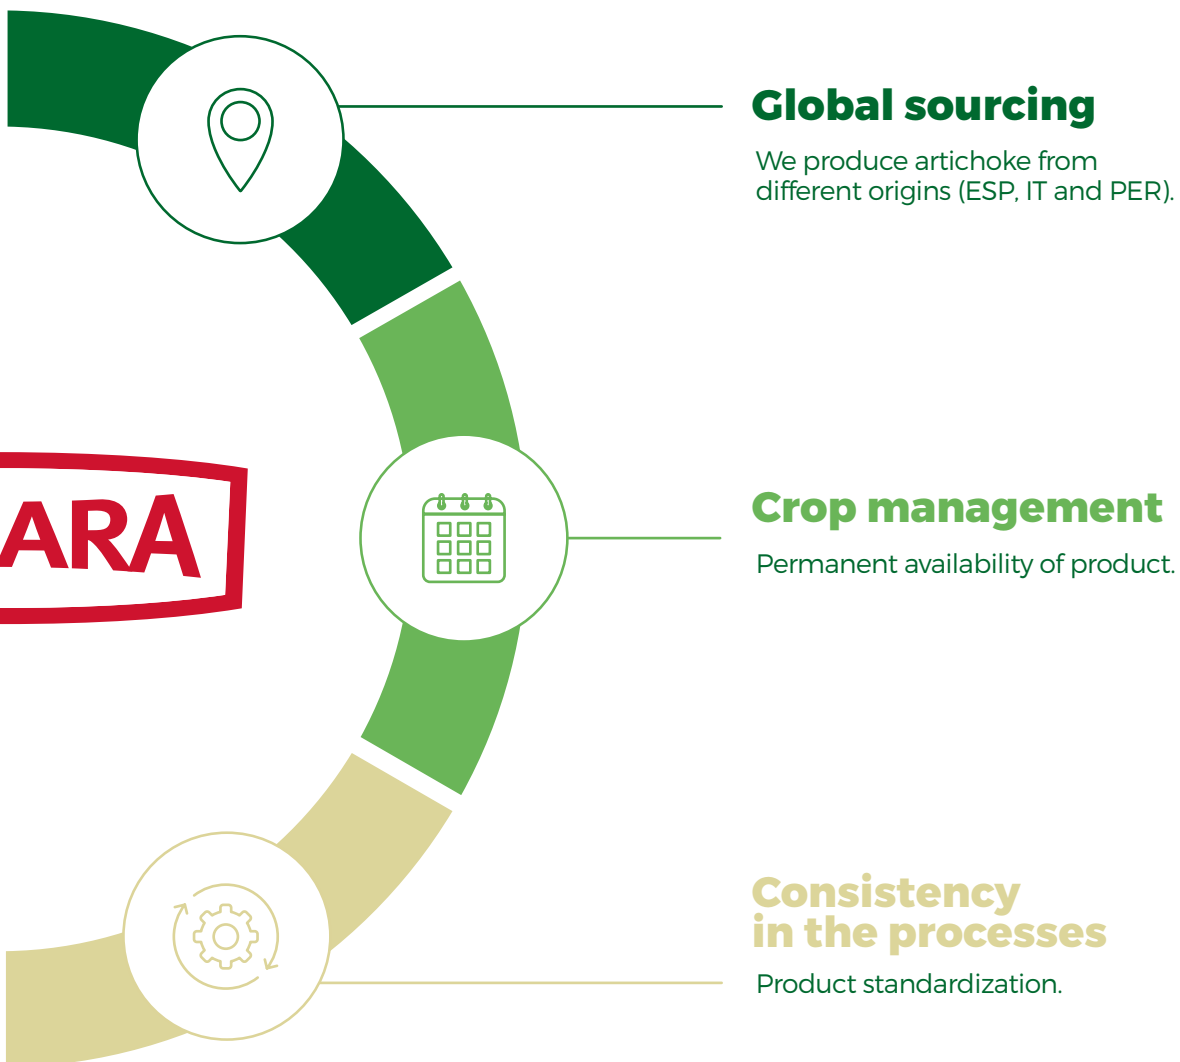 Global sourcing
We produce artichoke from
different origins (ESP, IT and PER).
ARA
Crop management
Permanent availability of product.
Consistency
in the processes
Product standardization.